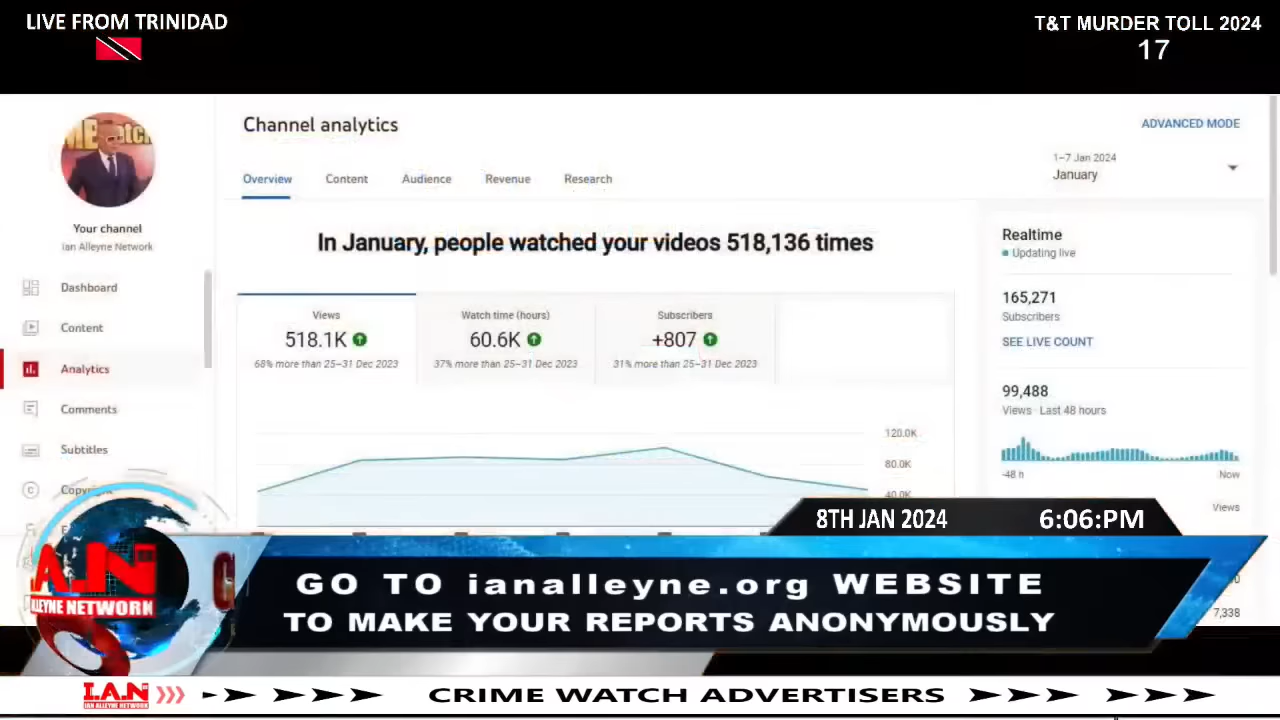 LIVE FROM TRINIDAD
T&T MURDER TOLL 2024
17
Channel analytics
ADVANCED MODE
1–7 Jan 2024
January
Overview
Content
Audience
Revenue
Research
Your channel
Ian Alleyne Network
Dashboard
Content
Analytics
Comments
Subtitles
In January, people watched your videos 518,136 times
Views
518.1K
68% more than 25–31 Dec 2023
Watch time (hours)
60.6K
37% more than 25–31 Dec 2023
Subscribers
+807
31% more than 25–31 Dec 2023
120.0K
80.0K
40.0K
Realtime
Updating live
165,271
Subscribers
SEE LIVE COUNT
99,488
Views · Last 48 hours
-48 h
Now
Views
7,338
8TH JAN 2024
6:06:PM
GO TO ianalleyne.org WEBSITE
TO MAKE YOUR REPORTS ANONYMOUSLY
I.A.N
ALLEYNE NETWORK
I.A.N
IAN ALLEYNE NETWORK
CRIME WATCH ADVERTISERS